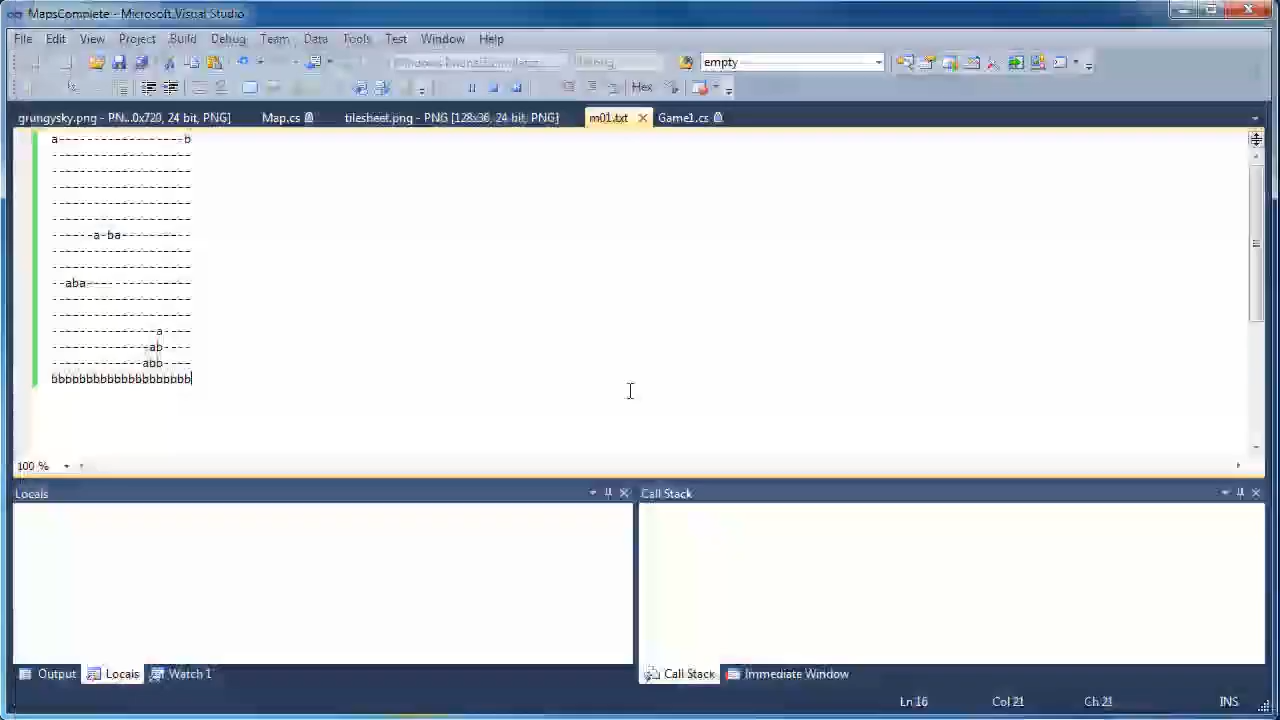 MapsComplete - Microsoft Visual Studio
File Edit View Project Build Debug Team Data Tools Test Window Help
empty
Hex
grungysky.png - PN...0x720, 24 bit, PNG] Map.cs tilesheet.png - PNG [128x36, 24 bit, PNG] m01.txt Game1.cs
a------------------b
--------------------
--------------------
--------------------
--------------------
--------------------
------a-ba----------
--------------------
--------------------
--aba---------------
--------------------
--------------------
---------------a----
--------------ab----
-------------abb----
bbbbbbbbbbbbbbbbbbbb
100 %
Locals Call Stack
Output Locals Watch 1 Call Stack Immediate Window
Ln 16 Col 21 Ch 21 INS